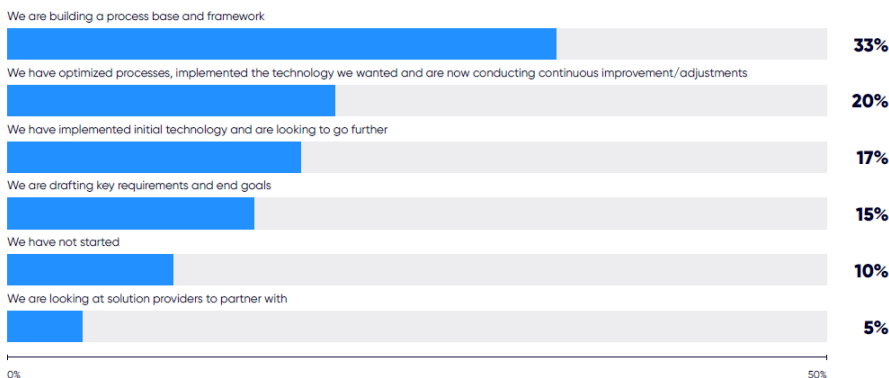 We are building a process base and framework
33%
We have optimized processes, implemented the technology we wanted and are now conducting continuous improvement/adjustments
20%
We have implemented initial technology and are looking to go further
17%
We are drafting key requirements and end goals
15%
We have not started
10%
We are looking at solution providers to partner with
5%
0% 50%